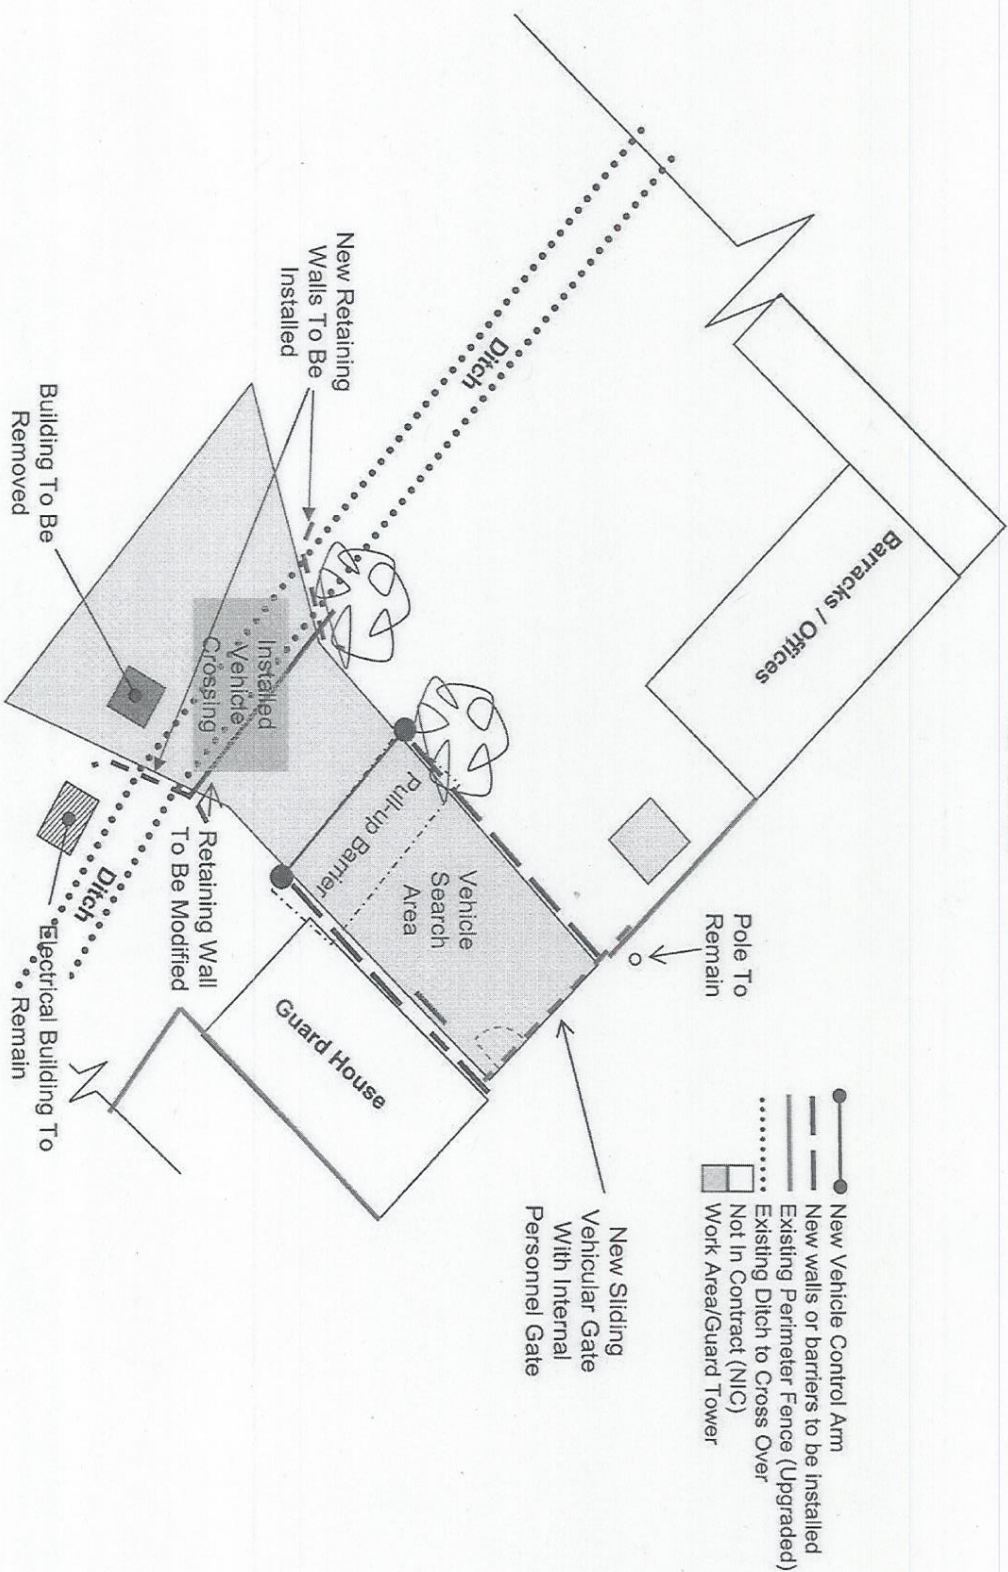 New Vehicle Control Arm
New walls or barriers to be installed
Existing Perimeter Fence (Upgraded)
Existing Ditch to Cross Over
Not In Contract (NIC)
Work Area/Guard Tower
Barracks / Offices
Ditch
Pole To
Remain
New Retaining
Walls To Be
Installed
Vehicle
Search
Area
Pull-up Barrier
New Sliding
Vehicular Gate
With Internal
Personnel Gate
Installed
Vehicle
Crossing
Guard House
Building To Be
Removed
Retaining Wall
To Be Modified
Ditch
Electrical Building To
Remain